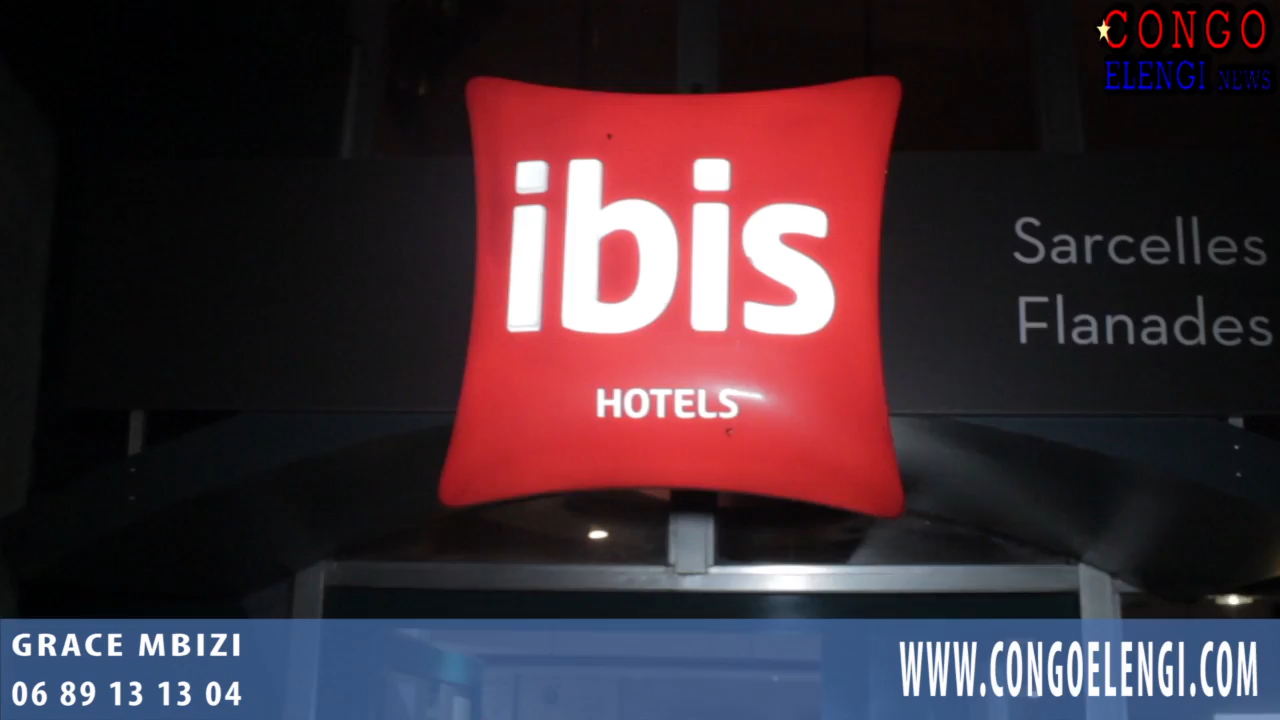 CONGO
ELENGI NEWS
ibis
HOTELS
Sarcelles
Flanades
GRACE MBIZI
06 89 13 13 04
WWW.CONGOELENGI.COM